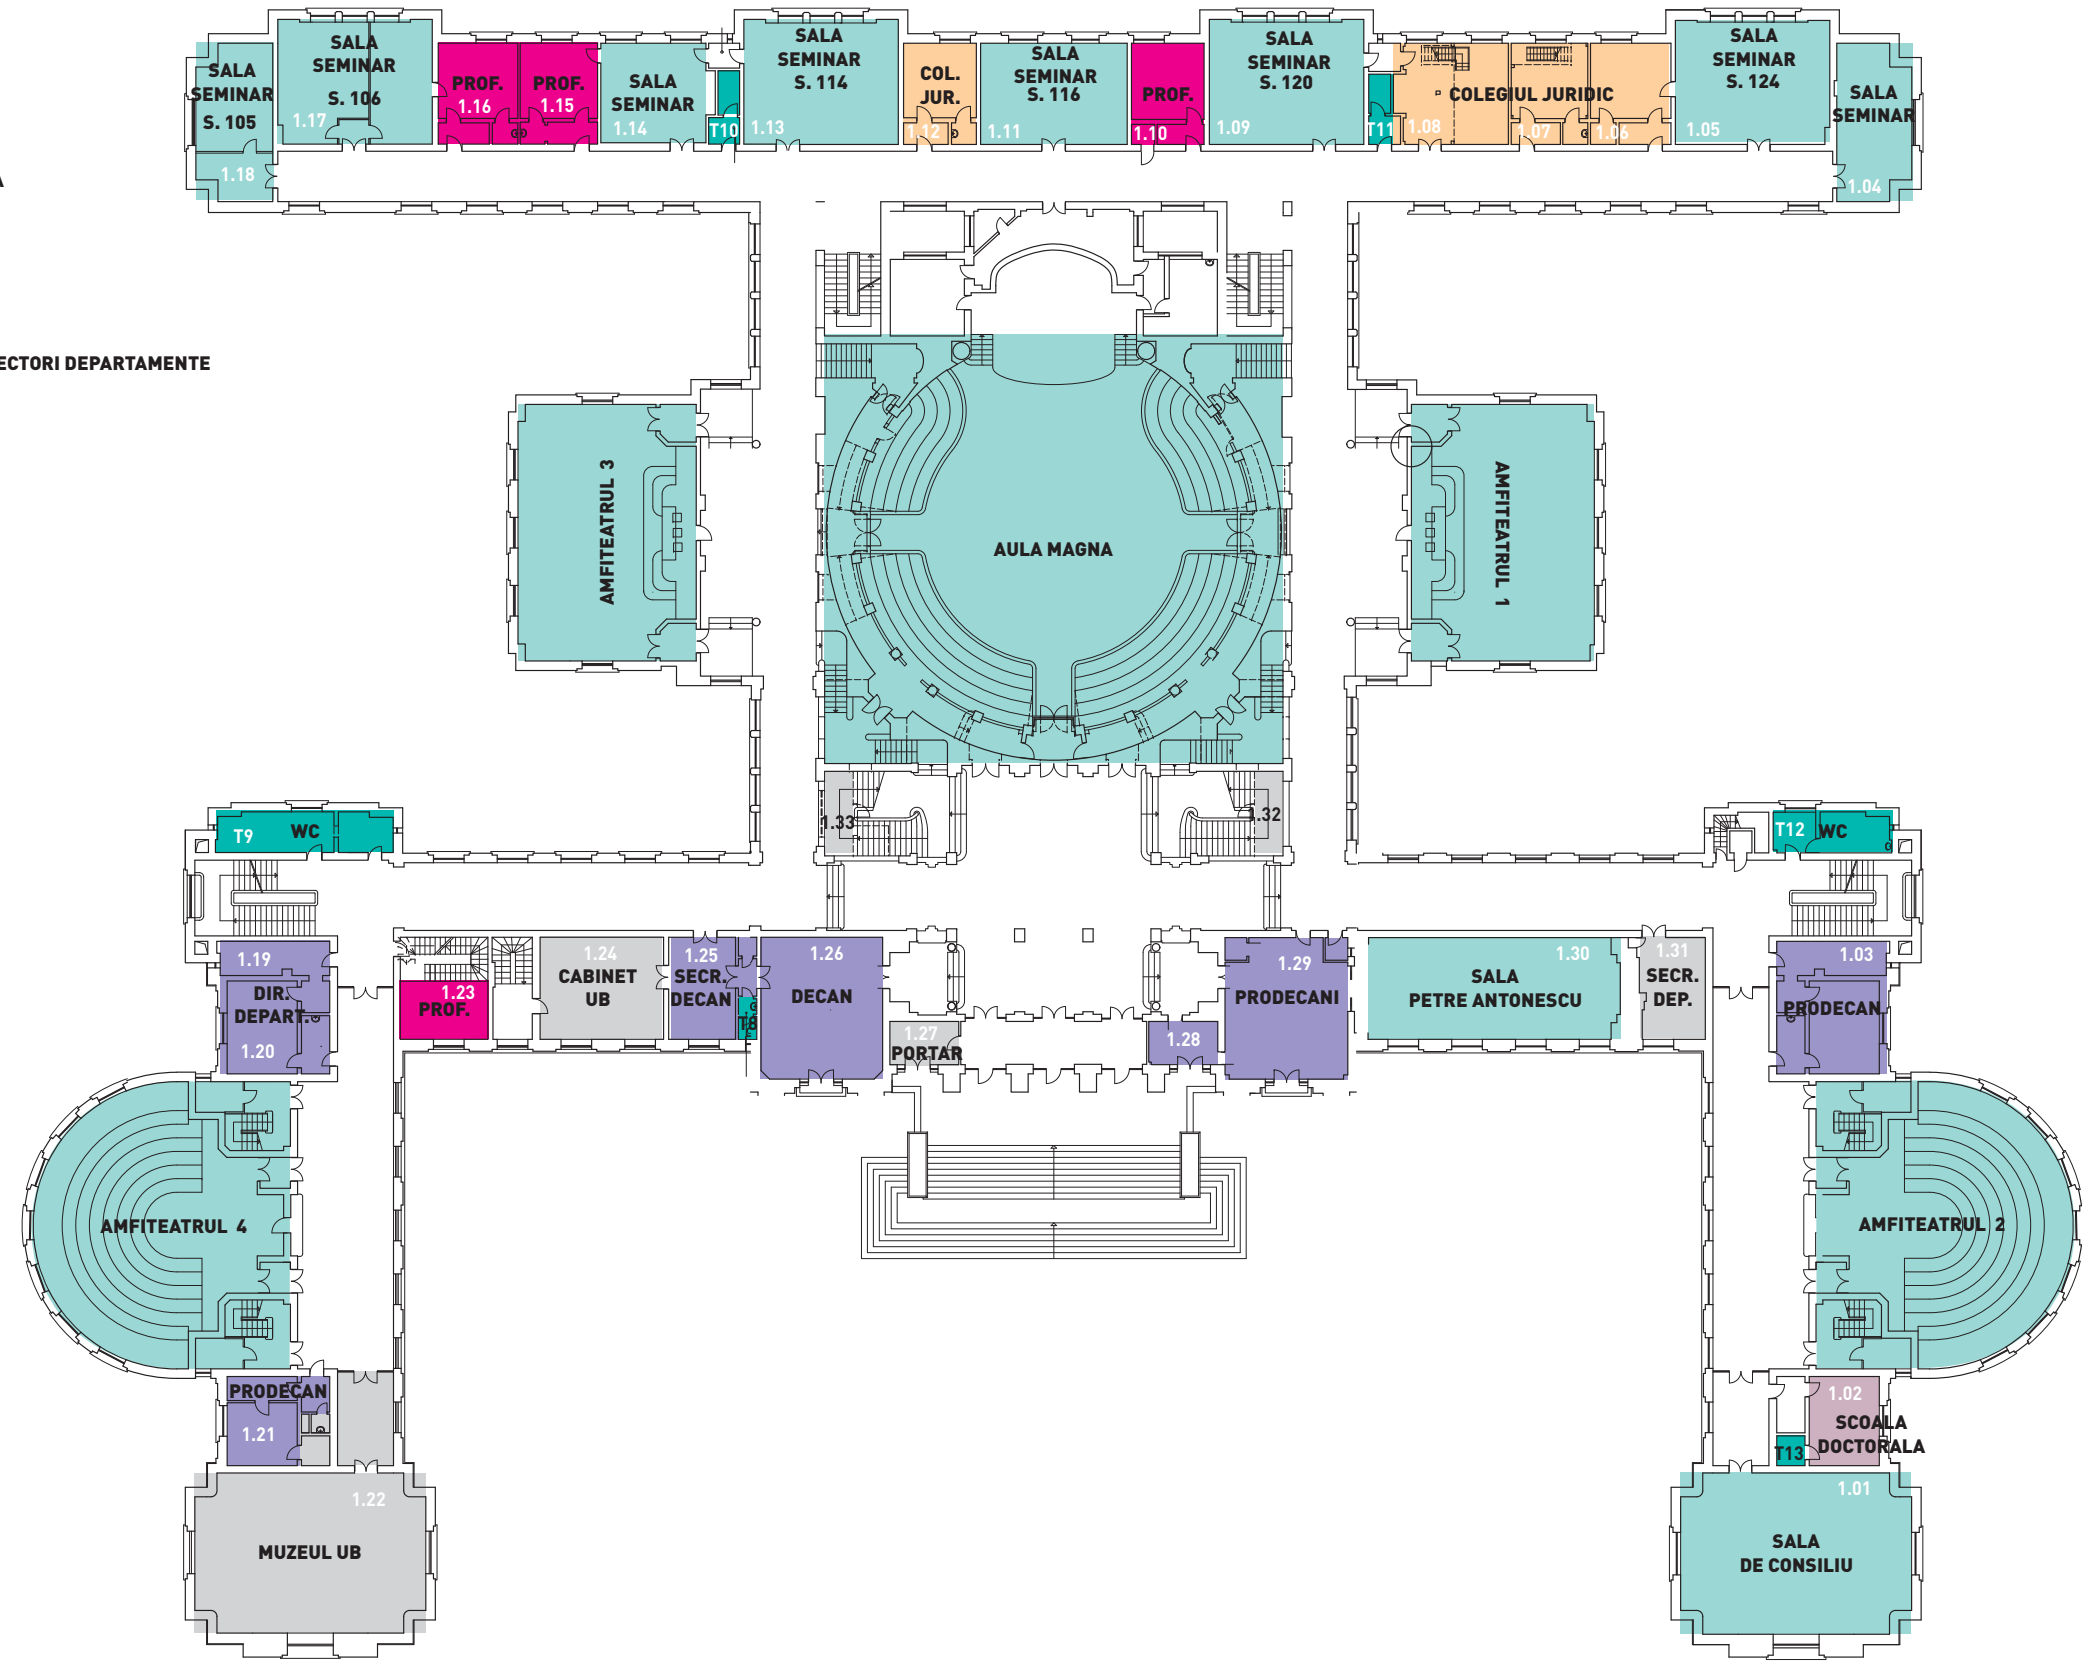 SALA
SEMINAR
S. 105
1.18
SALA
SEMINAR
S. 106
1.17
PROF.
1.16
PROF.
1.15
SALA
SEMINAR
1.14
T10
SALA
SEMINAR
S. 114
1.13
COL.
JUR.
1.12
SALA
SEMINAR
S. 116
1.11
PROF.
1.10
SALA
SEMINAR
S. 120
1.09
T11
COLEGIUL JURIDIC
1.08
1.07
1.06
SALA
SEMINAR
S. 124
1.05
SALA
SEMINAR
1.04
A
ECTORI DEPARTAMENTE
AMFITEATRUL 3
AULA MAGNA
AMFITEATRUL 1
1.33
1.32
T9
WC
T12
WC
1.19
DIR.
DEPART.
1.20
1.23
PROF.
1.24
CABINET
UB
1.25
SECR.
DECAN
T8
1.26
DECAN
1.27
PORTAR
1.28
1.29
PRODECANI
1.30
SALA
PETRE ANTONESCU
1.31
SECR.
DEP.
1.03
PRODECAN
AMFITEATRUL 4
AMFITEATRUL 2
PRODECAN
1.21
1.02
SCOALA
DOCTORALA
T13
1.22
MUZEUL UB
1.01
SALA
DE CONSILIU